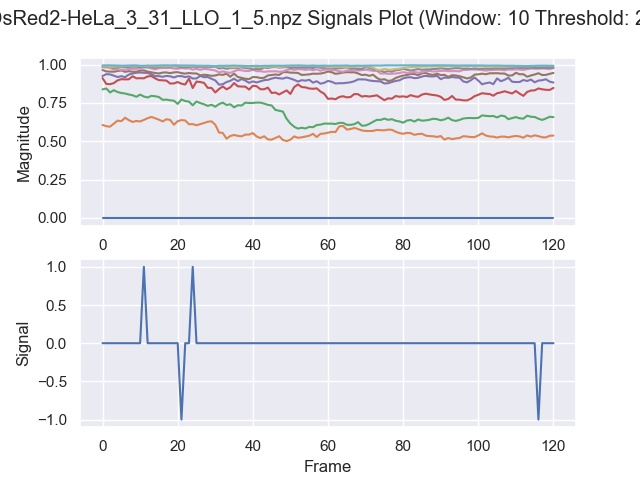 DsRed2-HeLa_3_31_LLO_1_5.npz Signals Plot (Window: 10 Threshold: 2
1.00
0.75
0.50
0.25
0.00
Magnitude
0 20 40 60 80 100 120
1.0
0.5
0.0
−0.5
−1.0
Signal
0 20 40 60 80 100 120
Frame